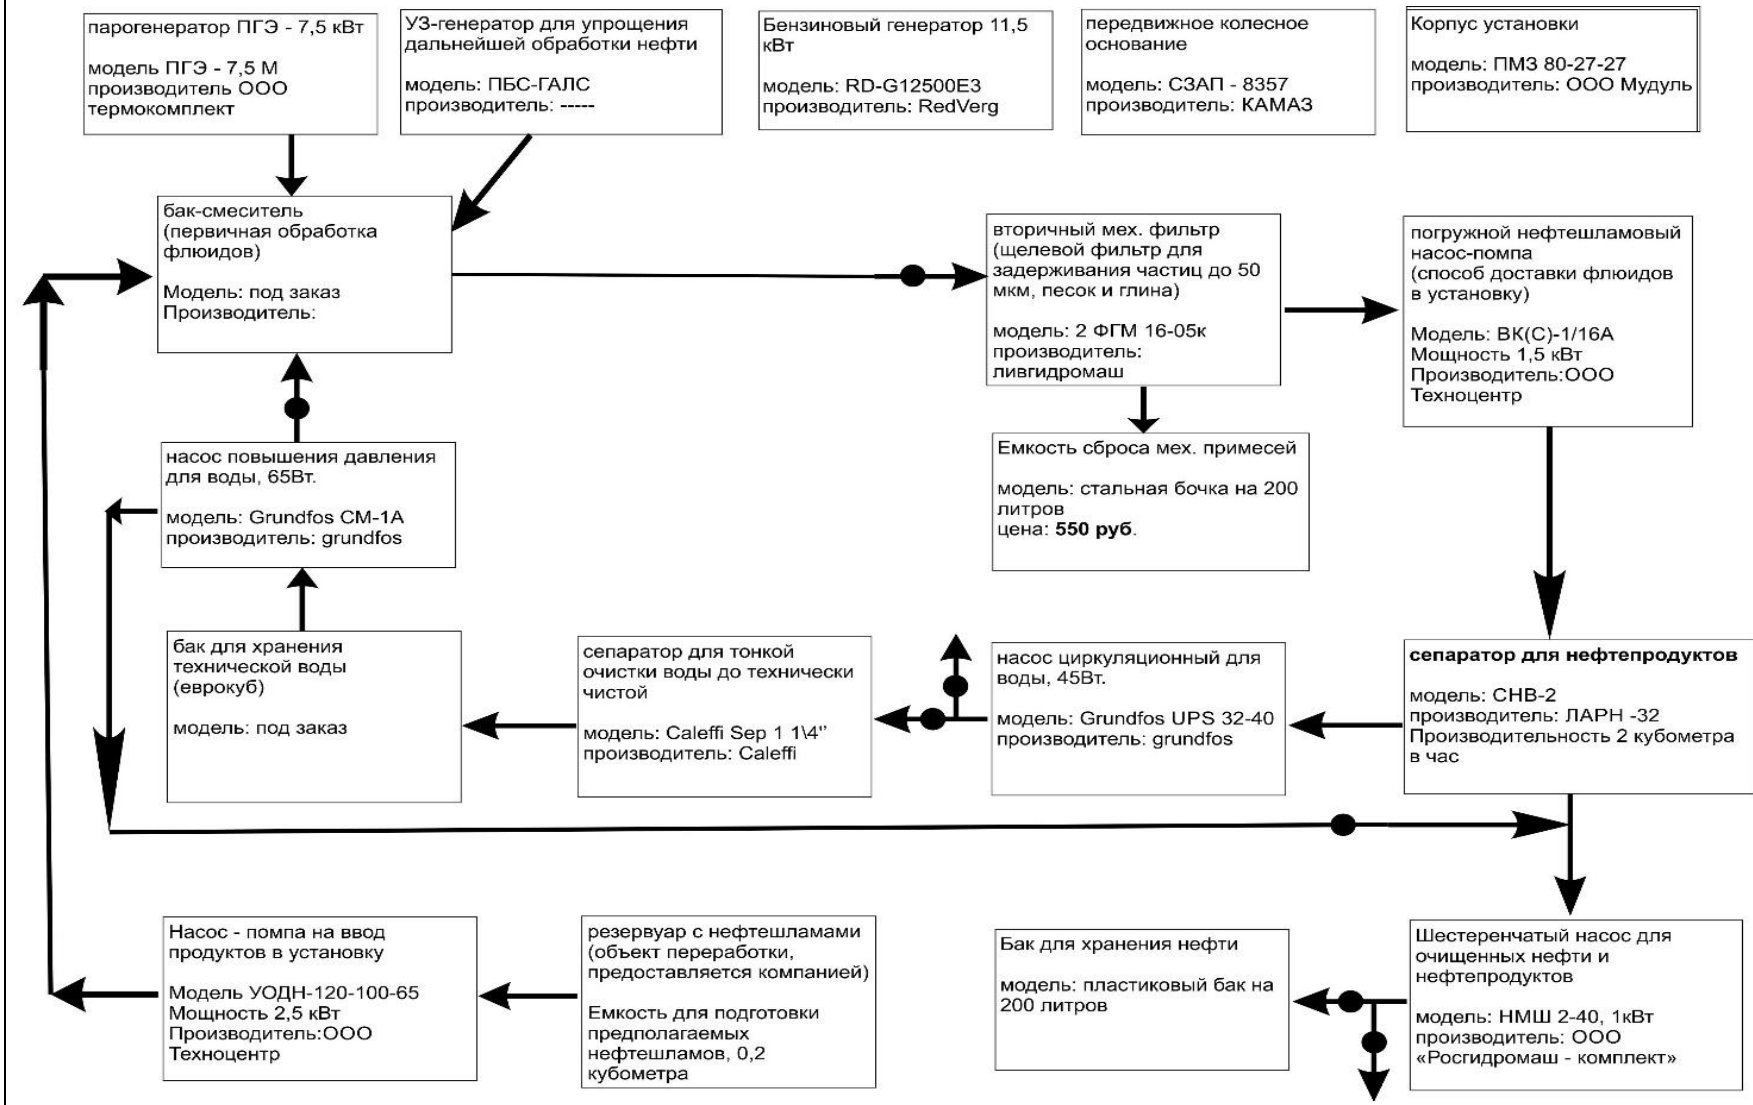 парогенератор ПГЭ - 7,5 кВт
модель ПГЭ - 7,5 М
производитель ООО
термокомплект
УЗ-генератор для упрощения
дальнейшей обработки нефти
модель: ПБС-ГАЛС
производитель: -----
Бензиновый генератор 11,5
кВт
модель: RD-G12500E3
производитель: RedVerg
передвижное колесное
основание
модель: СЗАП - 8357
производитель: КАМАЗ
Корпус установки
модель: ПМЗ 80-27-27
производитель: ООО Мудуль
бак-смеситель
(первичная обработка
флюидов)
Модель: под заказ
Производитель:
вторичный мех. фильтр
(щелевой фильтр для
задерживания частиц до 50
мкм, песок и глина)
модель: 2 ФГМ 16-05к
производитель:
ливгидромаш
погружной нефтешламовый
насос-помпа
(способ доставки флюидов
в установку)
Модель: ВК(С)-1/16А
Мощность 1,5 кВт
Производитель:ООО
Техноцентр
насос повышения давления
для воды, 65Вт.
модель: Grundfos CM-1A
производитель: grundfos
Емкость сброса мех. примесей
модель: стальная бочка на 200
литров
цена: 550 руб.
бак для хранения
технической воды
(еврокуб)
модель: под заказ
сепаратор для тонкой
очистки воды до технически
чистой
модель: Caleffi Sep 1 1\4"
производитель: Caleffi
насос циркуляционный для
воды, 45Вт.
модель: Grundfos UPS 32-40
производитель: grundfos
сепаратор для нефтепродуктов
модель: СНВ-2
производитель: ЛАРН -32
Производительность 2 кубометра
в час
Насос - помпа на ввод
продуктов в установку
Модель УОДН-120-100-65
Мощность 2,5 кВт
Производитель:ООО
Техноцентр
резервуар с нефтешламами
(объект переработки,
предоставляется компанией)
Емкость для подготовки
предполагаемых
нефтешламов, 0,2
кубометра
Бак для хранения нефти
модель: пластиковый бак на
200 литров
Шестеренчатый насос для
очищенных нефти и
нефтепродуктов
модель: НМШ 2-40, 1кВт
производитель: ООО
«Росгидромаш - комплект»